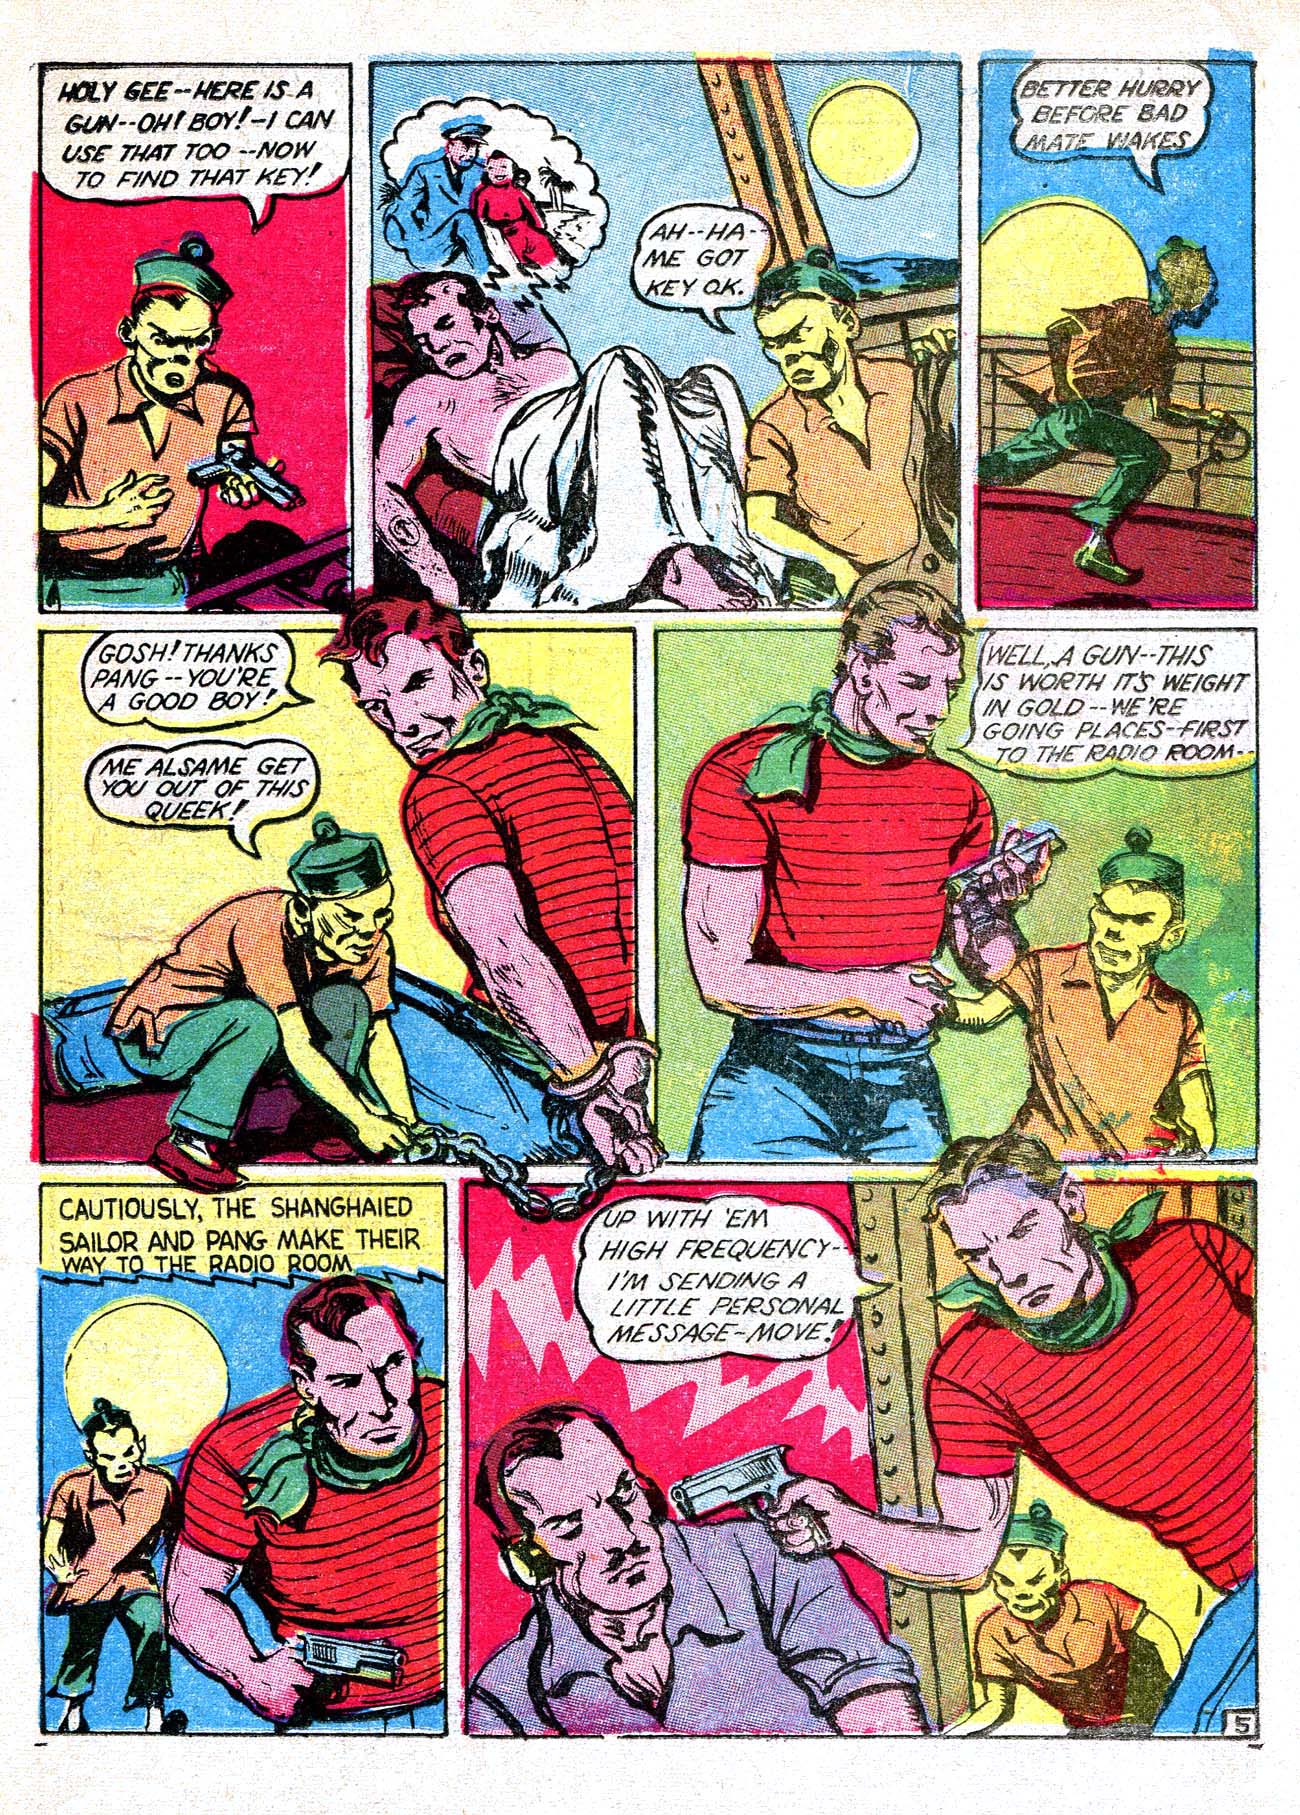 HOLY GEE--HERE IS A
GUN--OH! BOY!-I CAN
USE THAT TOO--NOW
TO FIND THAT KEY!
AH--HA--
ME GOT
KEY O.K.
BETTER HURRY
BEFORE BAD
MATE WAKES
GOSH! THANKS
PANG--YOU'RE
A GOOD BOY!
ME ALSAME GET
YOU OUT OF THIS
QUEEK!
WELL, A GUN--THIS
IS WORTH IT'S WEIGHT
IN GOLD--WE'RE
GOING PLACES--FIRST
TO THE RADIO ROOM--
CAUTIOUSLY, THE SHANGHAIED
SAILOR AND PANG MAKE THEIR
WAY TO THE RADIO ROOM
UP WITH 'EM
HIGH FREQUENCY--
I'M SENDING A
LITTLE PERSONAL
MESSAGE-MOVE!
5